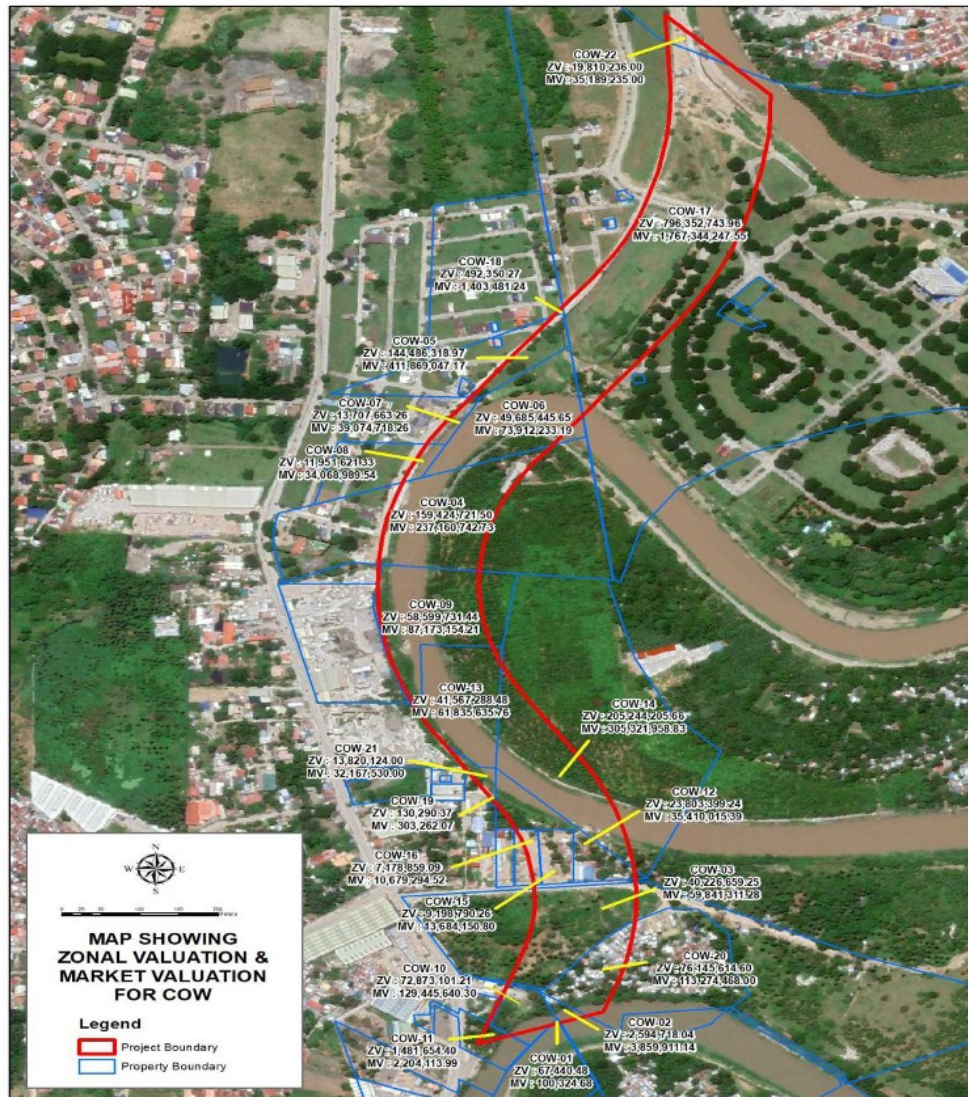 COW-22
ZV : 19,810,236.00
MV : 35,189,235.00
COW-17
ZV : 796,352,743.96
MV : 1,767,344,247.55
COW-18
ZV : 492,350.27
MV : 1,403,481.24
COW-05
ZV : 144,486,318.97
MV : 411,869,047.17
COW-07
ZV : 13,707,663.26
MV : 39,074,718.26
COW-06
ZV : 49,685,445.65
MV : 73,912,233.19
COW-08
ZV : 11,951,621.33
MV : 34,068,989.54
COW-04
ZV : 159,424,721.50
MV : 237,160,742.73
COW-09
ZV : 58,599,731.44
MV : 87,173,154.21
COW-13
ZV : 41,567,288.48
MV : 61,835,635.76
COW-14
ZV : 205,244,205.66
MV : 305,321,958.83
COW-21
ZV : 13,820,124.00
MV : 32,167,530.00
COW-19
ZV : 130,290.37
MV : 303,262.07
COW-12
ZV : 23,803,399.24
MV : 35,410,015.39
COW-16
ZV : 7,178,859.09
MV : 10,679,294.52
COW-03
ZV : 40,226,659.25
MV : 59,841,311.28
COW-15
ZV : 9,198,790.26
MV : 13,684,150.80
COW-20
ZV : 76,145,614.60
MV : 113,274,468.00
COW-10
ZV : 72,873,101.21
MV : 129,445,640.30
COW-02
ZV : 2,594,718.04
MV : 3,859,911.14
COW-11
ZV : 1,481,654.40
MV : 2,204,113.99
COW-01
ZV : 67,440.48
MV : 100,324.68
N
W E
S
MAP SHOWING
ZONAL VALUATION &
MARKET VALUATION
FOR COW
Legend
Project Boundary
Property Boundary